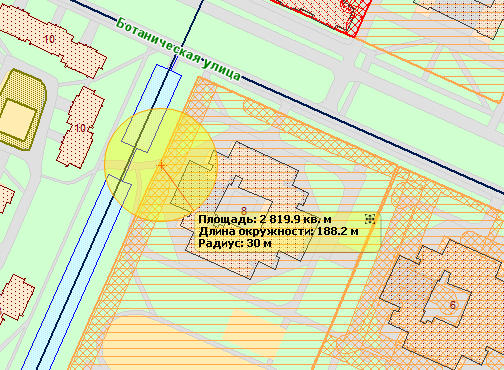 Ботаническая улица
10
10
8
Площадь: 2 819.9 кв. м
Длина окружности: 188.2 м
Радиус: 30 м
6